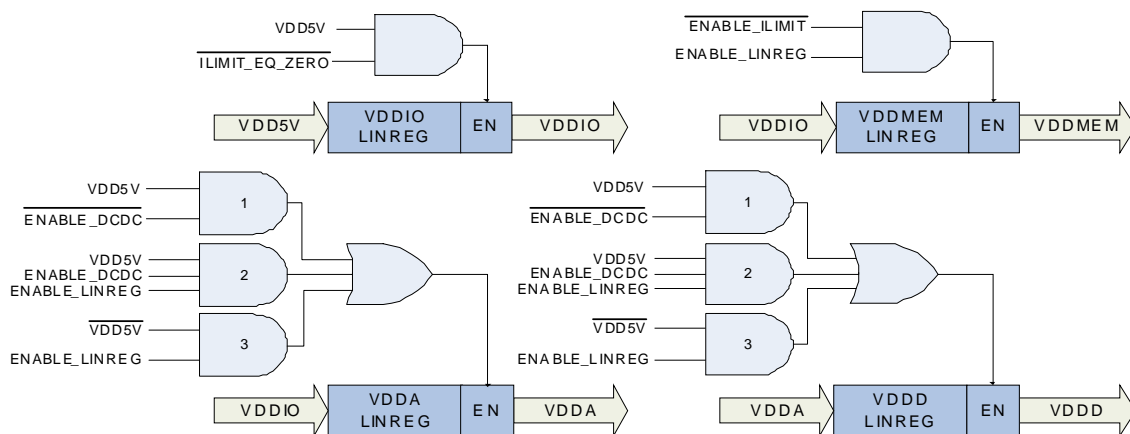 VDD5V
ILIMIT_EQ_ZERO
VDD5V
VDDIO LINREG
EN
VDDIO
ENABLE_ILIMIT
ENABLE_LINREG
VDDIO
VDDMEM LINREG
EN
VDDMEM
VDD5V
ENABLE_DCDC
1
VDD5V
ENABLE_DCDC
ENABLE_LINREG
2
VDD5V
ENABLE_LINREG
3
VDDIO
VDDA LINREG
EN
VDDA
VDD5V
ENABLE_DCDC
1
VDD5V
ENABLE_DCDC
ENABLE_LINREG
2
VDD5V
ENABLE_LINREG
3
VDDA
VDDD LINREG
EN
VDDD